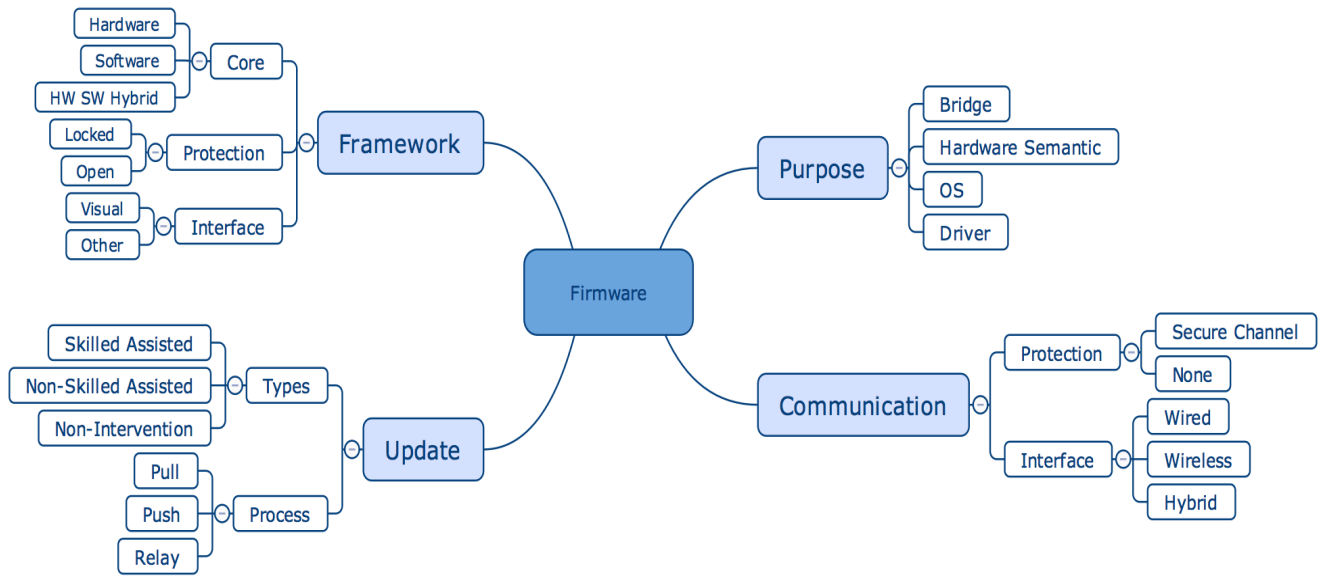 Firmware
Framework
Core
Hardware
Software
HW SW Hybrid
Protection
Locked
Open
Interface
Visual
Other
Purpose
Bridge
Hardware Semantic
OS
Driver
Update
Types
Skilled Assisted
Non-Skilled Assisted
Non-Intervention
Process
Pull
Push
Relay
Communication
Protection
Secure Channel
None
Interface
Wired
Wireless
Hybrid